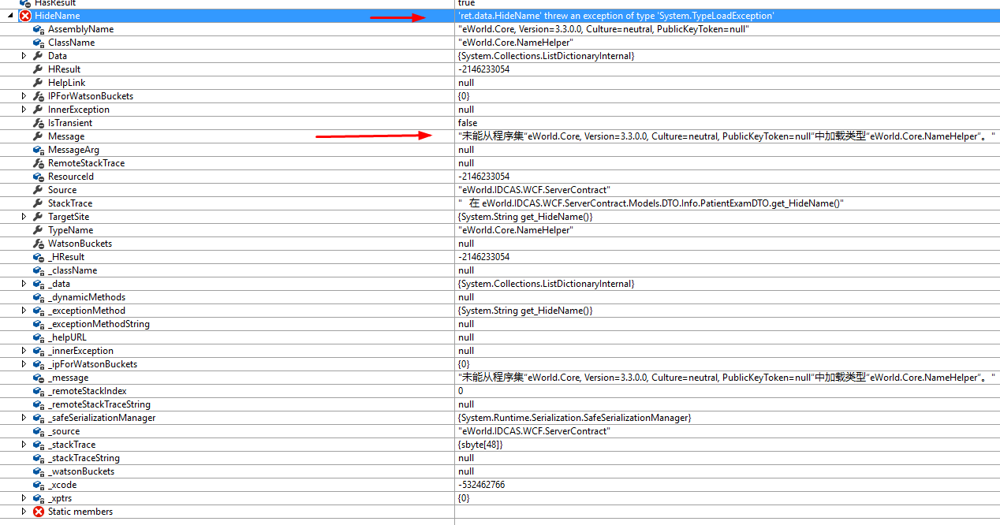 HasResult true
HideName 'ret.data.HideName' threw an exception of type 'System.TypeLoadException'
AssemblyName "eWorld.Core, Version=3.3.0.0, Culture=neutral, PublicKeyToken=null"
ClassName "eWorld.Core.NameHelper"
Data {System.Collections.ListDictionaryInternal}
HResult -2146233054
HelpLink null
IPForWatsonBuckets {0}
InnerException null
IsTransient false
Message "未能从程序集“eWorld.Core, Version=3.3.0.0, Culture=neutral, PublicKeyToken=null”中加载类型“eWorld.Core.NameHelper”。"
MessageArg null
RemoteStackTrace null
ResourceId -2146233054
Source "eWorld.IDCAS.WCF.ServerContract"
StackTrace "   在 eWorld.IDCAS.WCF.ServerContract.Models.DTO.Info.PatientExamDTO.get_HideName()"
TargetSite {System.String get_HideName()}
TypeName "eWorld.Core.NameHelper"
WatsonBuckets null
_HResult -2146233054
_className null
_data {System.Collections.ListDictionaryInternal}
_dynamicMethods null
_exceptionMethod {System.String get_HideName()}
_exceptionMethodString null
_helpURL null
_innerException null
_ipForWatsonBuckets {0}
_message "未能从程序集“eWorld.Core, Version=3.3.0.0, Culture=neutral, PublicKeyToken=null”中加载类型“eWorld.Core.NameHelper”。"
_remoteStackIndex 0
_remoteStackTraceString null
_safeSerializationManager {System.Runtime.Serialization.SafeSerializationManager}
_source "eWorld.IDCAS.WCF.ServerContract"
_stackTrace {sbyte[48]}
_stackTraceString null
_watsonBuckets null
_xcode -532462766
_xptrs {0}
Static members